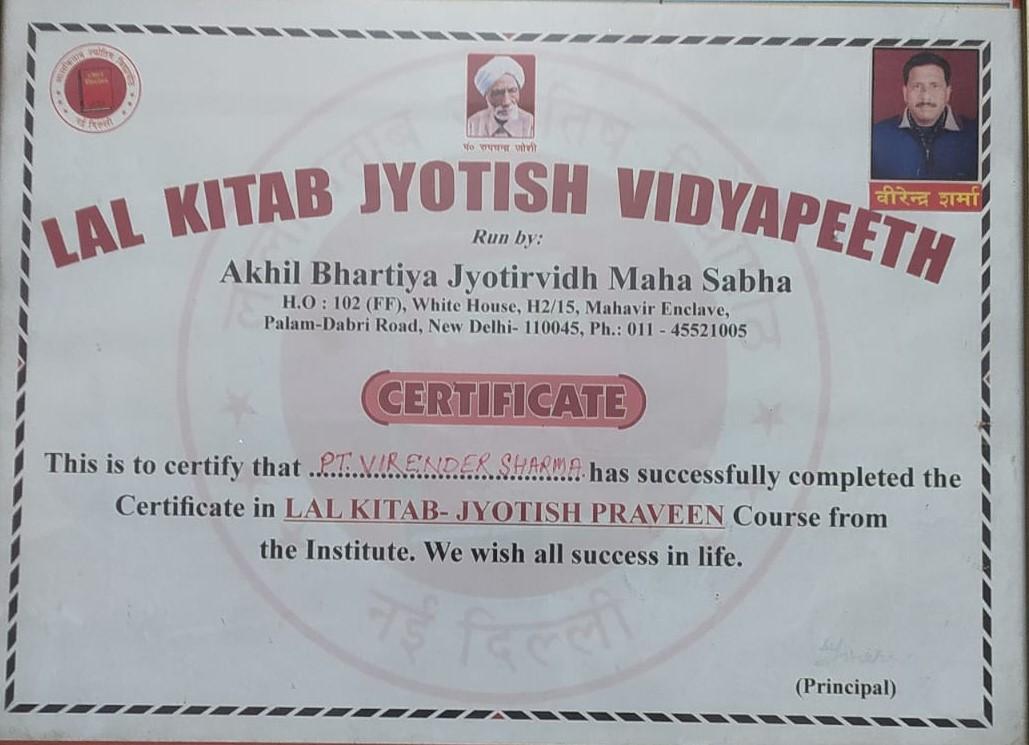 पं० रुपचन्द जोशी
वीरेन्द्र शर्मा
LAL KITAB JYOTISH VIDYAPEETH
Run by:
Akhil Bhartiya Jyotirvidh Maha Sabha
H.O : 102 (FF), White House, H2/15, Mahavir Enclave,
Palam-Dabri Road, New Delhi- 110045, Ph.: 011 - 45521005
CERTIFICATE
This is to certify that PT. VIRENDER SHARMA has successfully completed the
Certificate in LAL KITAB- JYOTISH PRAVEEN Course from
the Institute. We wish all success in life.
नई दिल्ली
(Principal)